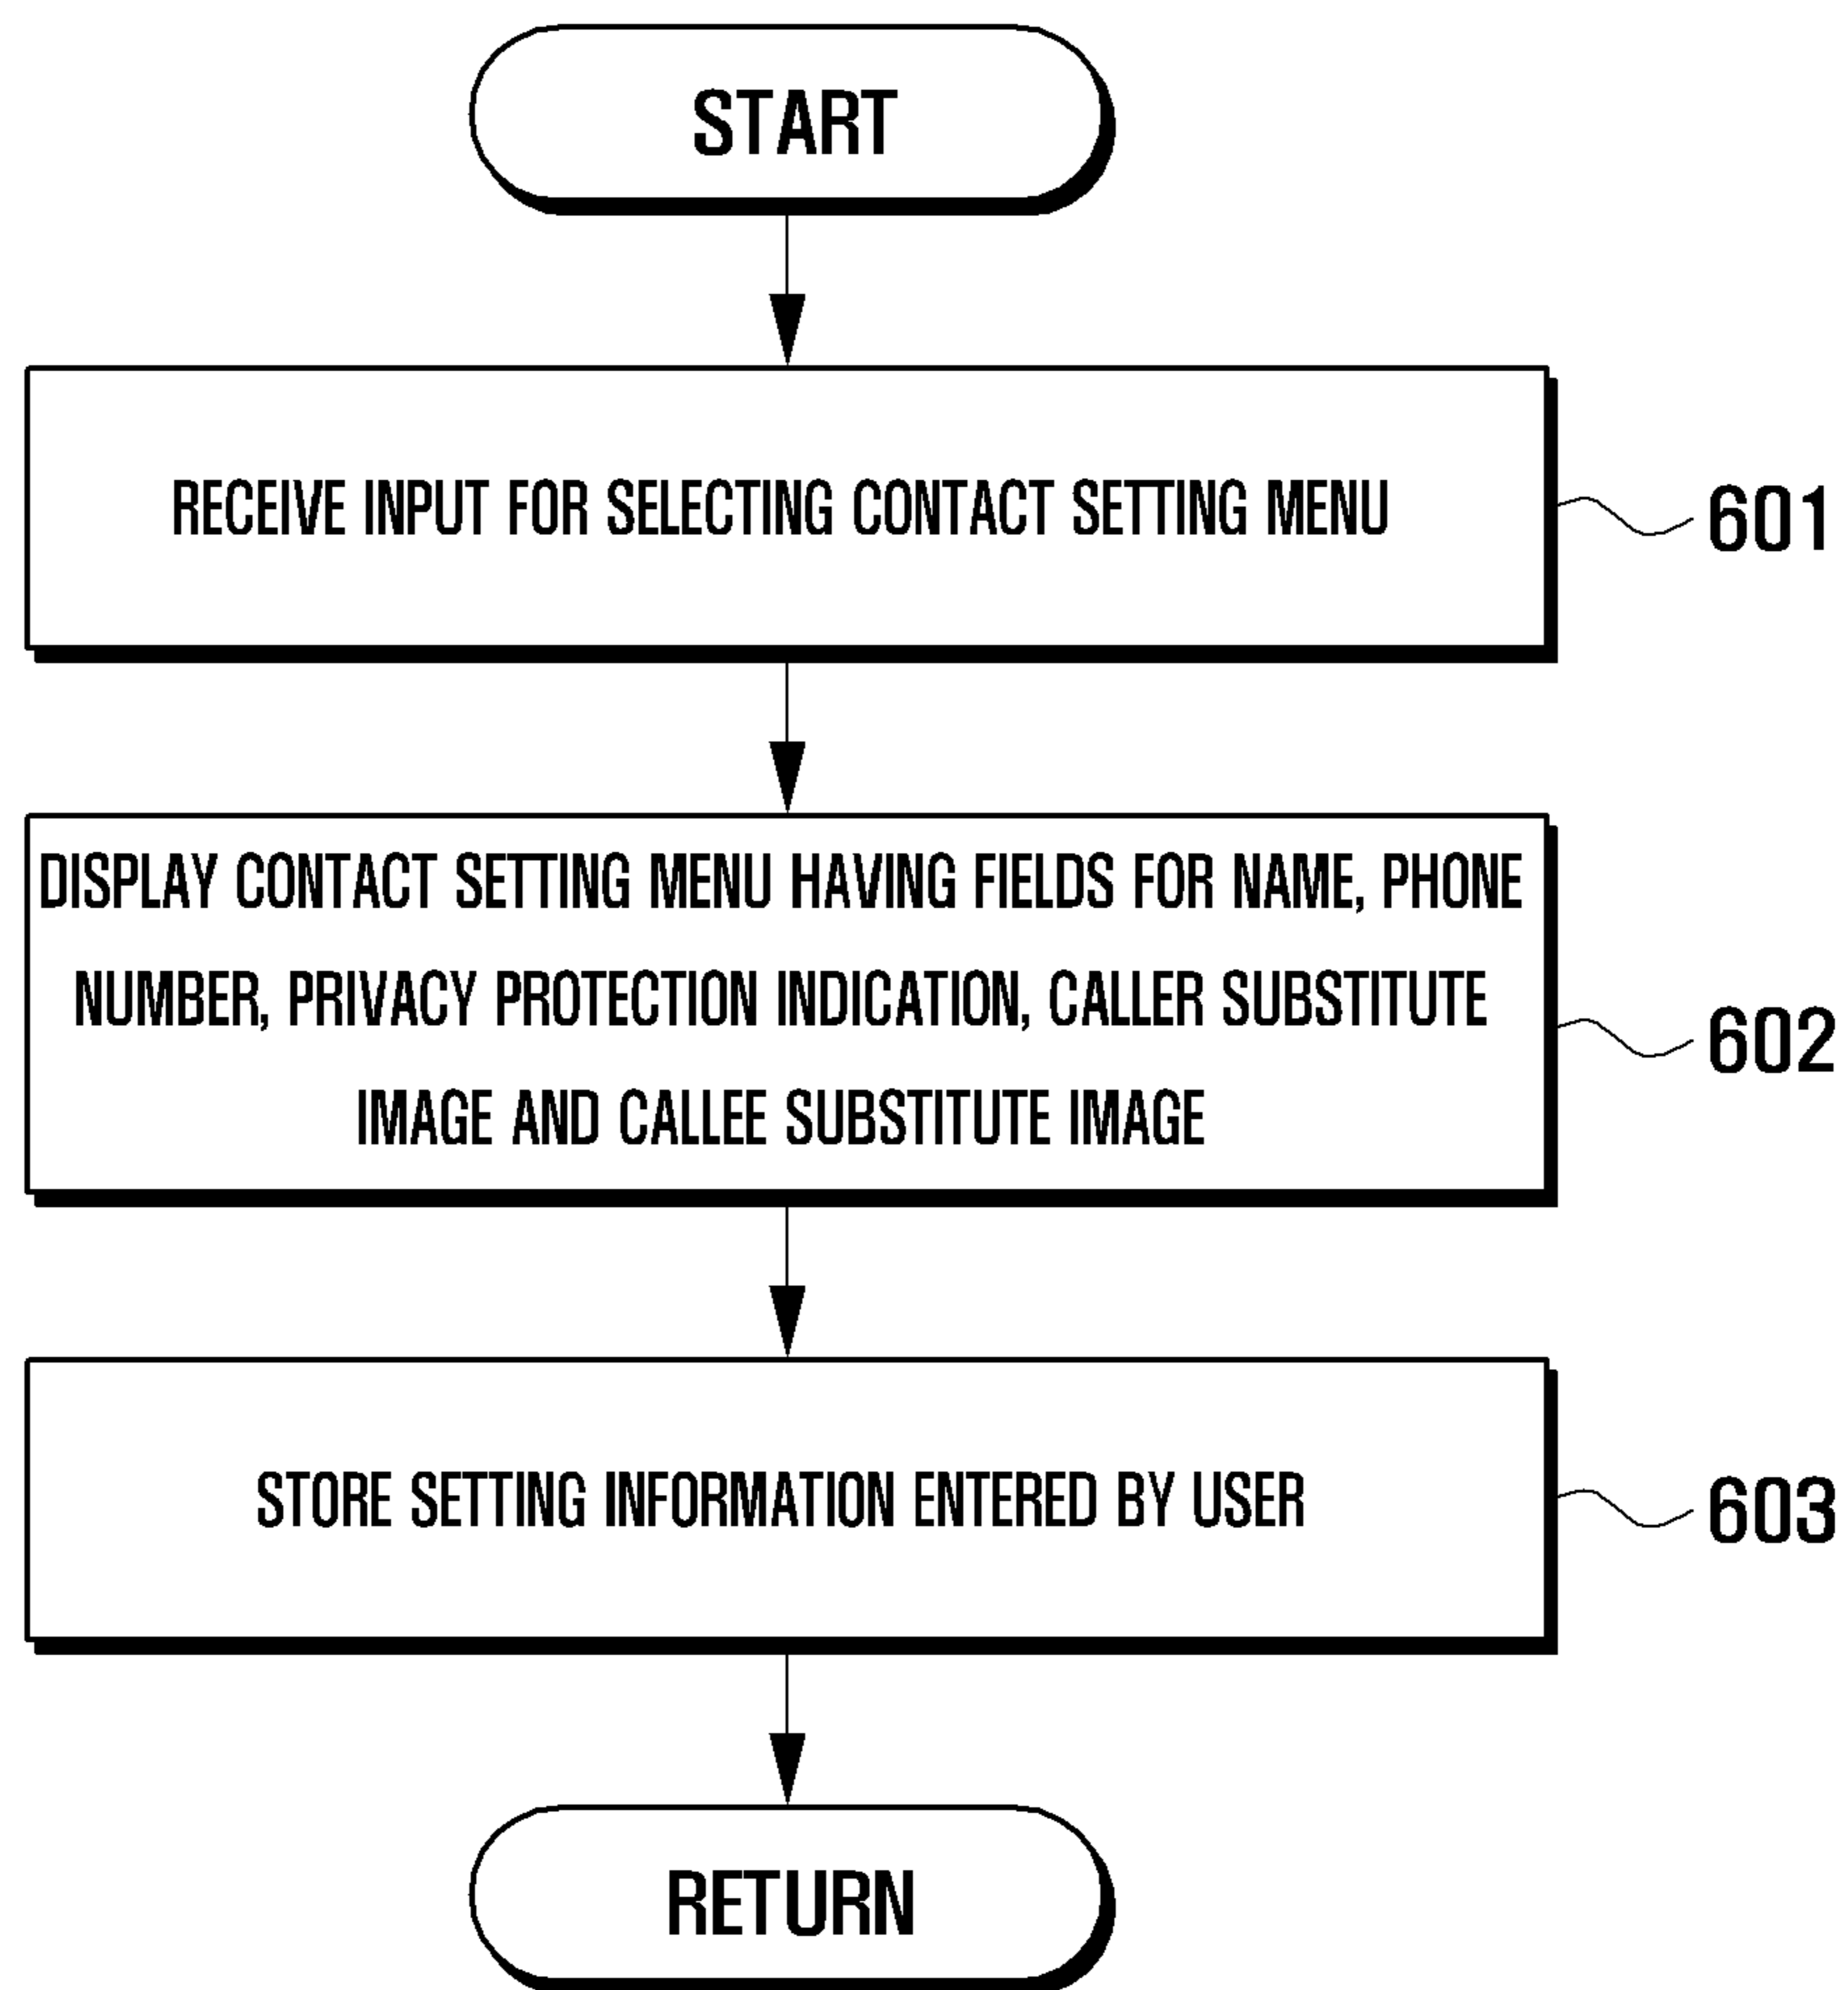 START
RECEIVE INPUT FOR SELECTING CONTACT SETTING MENU
601
DISPLAY CONTACT SETTING MENU HAVING FIELDS FOR NAME, PHONE
NUMBER, PRIVACY PROTECTION INDICATION, CALLER SUBSTITUTE
IMAGE AND CALLEE SUBSTITUTE IMAGE
602
STORE SETTING INFORMATION ENTERED BY USER
603
RETURN